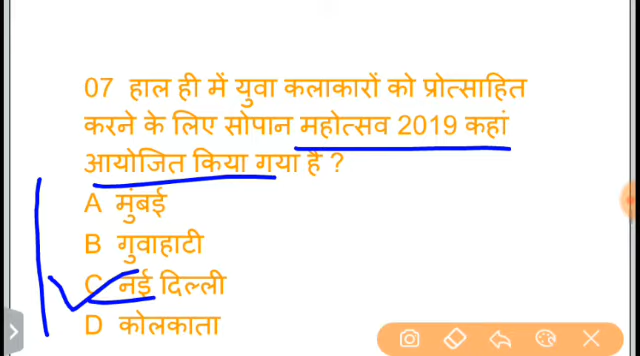 07 हाल ही में युवा कलाकारों को प्रोत्साहित
करने के लिए सोपान महोत्सव 2019 कहां
आयोजित किया गया है ?
A मुंबई
B गुवाहाटी
C नई दिल्ली
D कोलकाता